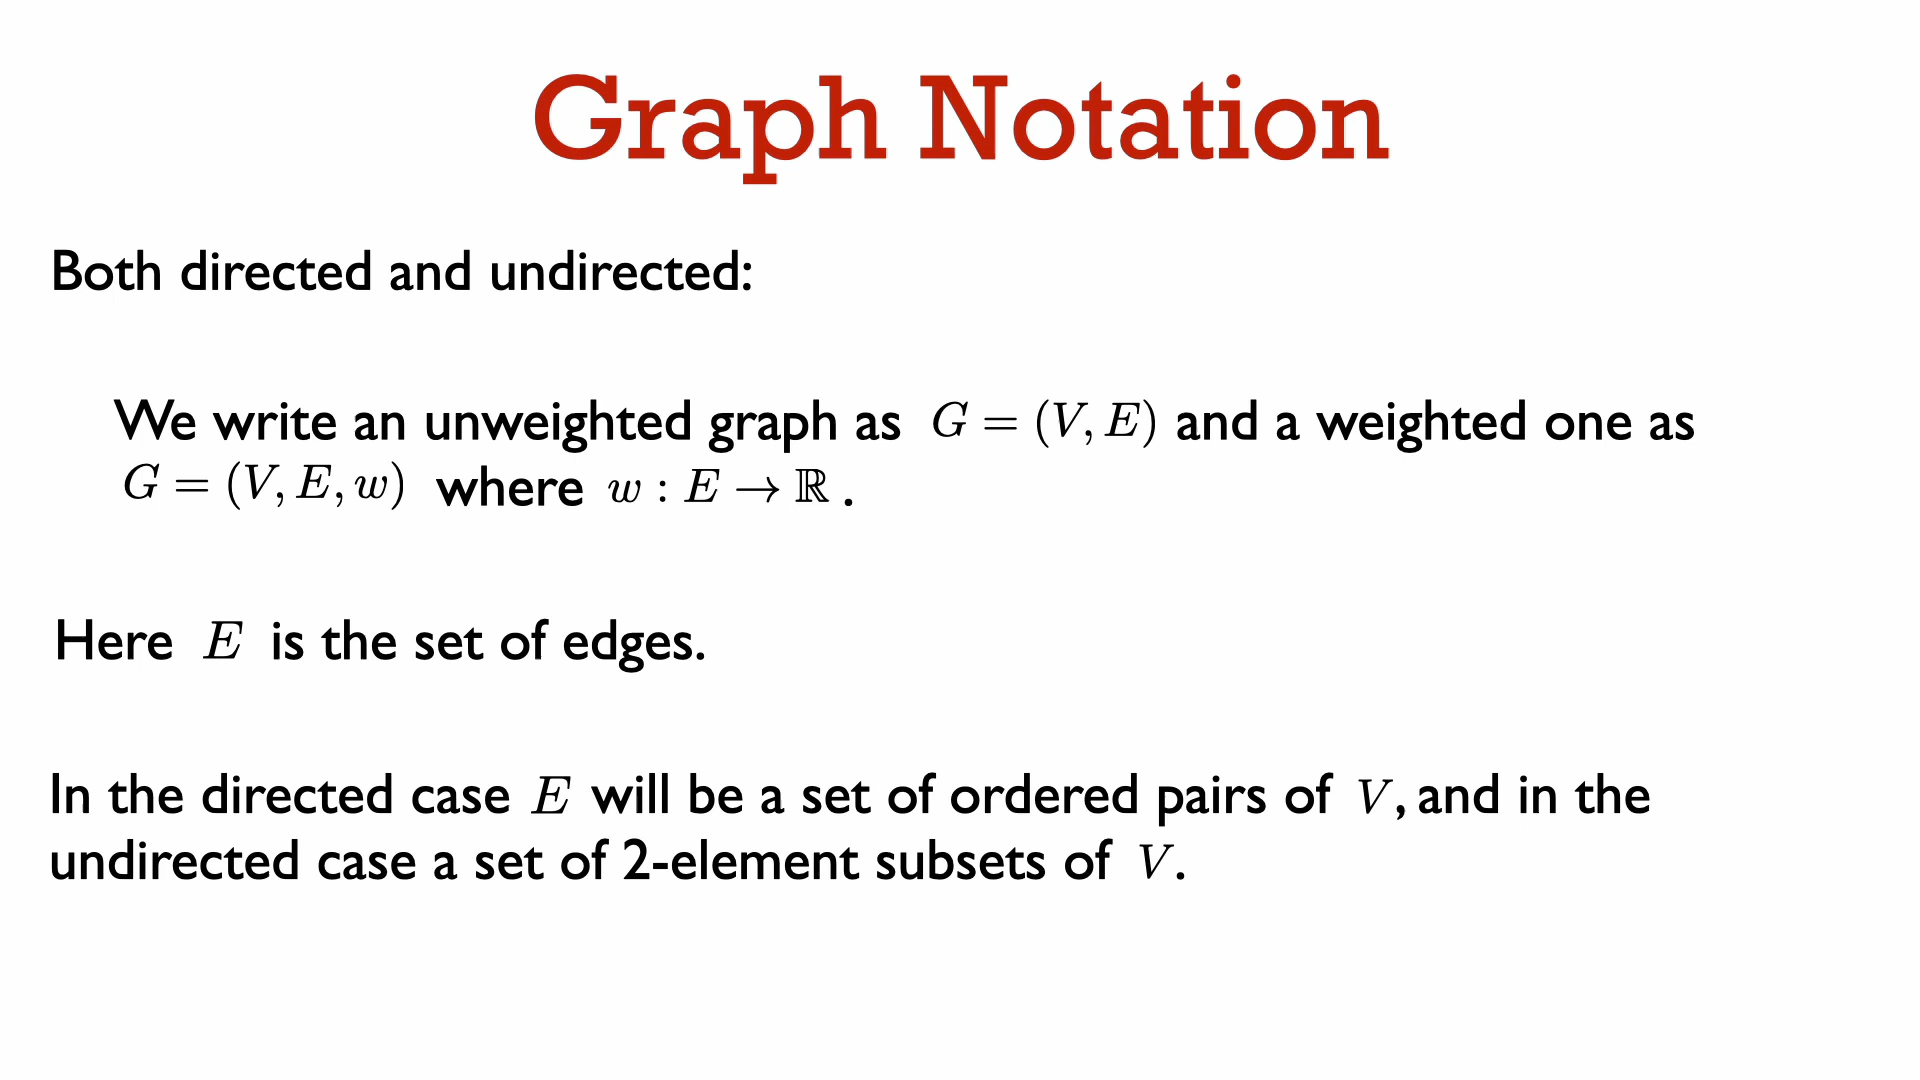 Graph Notation
Both directed and undirected:
We write an unweighted graph as G = (V, E) and a weighted one as
G = (V, E, w) where w : E → ℝ .
Here E is the set of edges.
In the directed case E will be a set of ordered pairs of V, and in the
undirected case a set of 2-element subsets of V.